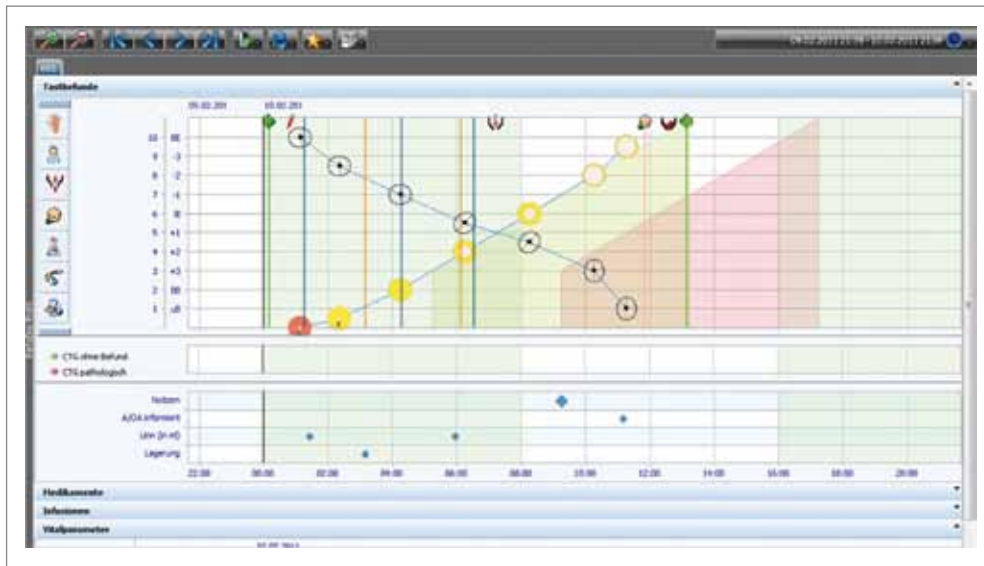 Tastbefunde
09.02.201 10.02.201
10
9 -3
8 -2
7 -1
6
5 +1
4 +2
3 +3
2 BB
1
CTG ohne Befund
CTG pathologisch
Notizen
A/OA informiert
Urin (in ml)
Lagerung
22:00 00:00 02:00 04:00 06:00 08:00 10:00 12:00 14:00 16:00 18:00 20:00
Medikamente
Infusionen
Vitalparameter